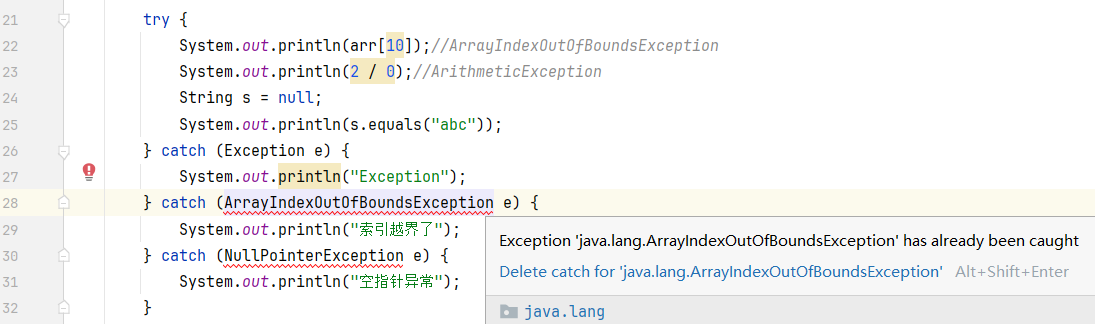 21 try {
22 System.out.println(arr[10]);//ArrayIndexOutOfBoundsException
23 System.out.println(2 / 0);//ArithmeticException
24 String s = null;
25 System.out.println(s.equals("abc"));
26 } catch (Exception e) {
27 System.out.println("Exception");
28 } catch (ArrayIndexOutOfBoundsException e) {
29 System.out.println("索引越界了");
30 } catch (NullPointerException e) {
31 System.out.println("空指针异常");
32 }
Exception 'java.lang.ArrayIndexOutOfBoundsException' has already been caught
Delete catch for 'java.lang.ArrayIndexOutOfBoundsException' Alt+Shift+Enter
java.lang